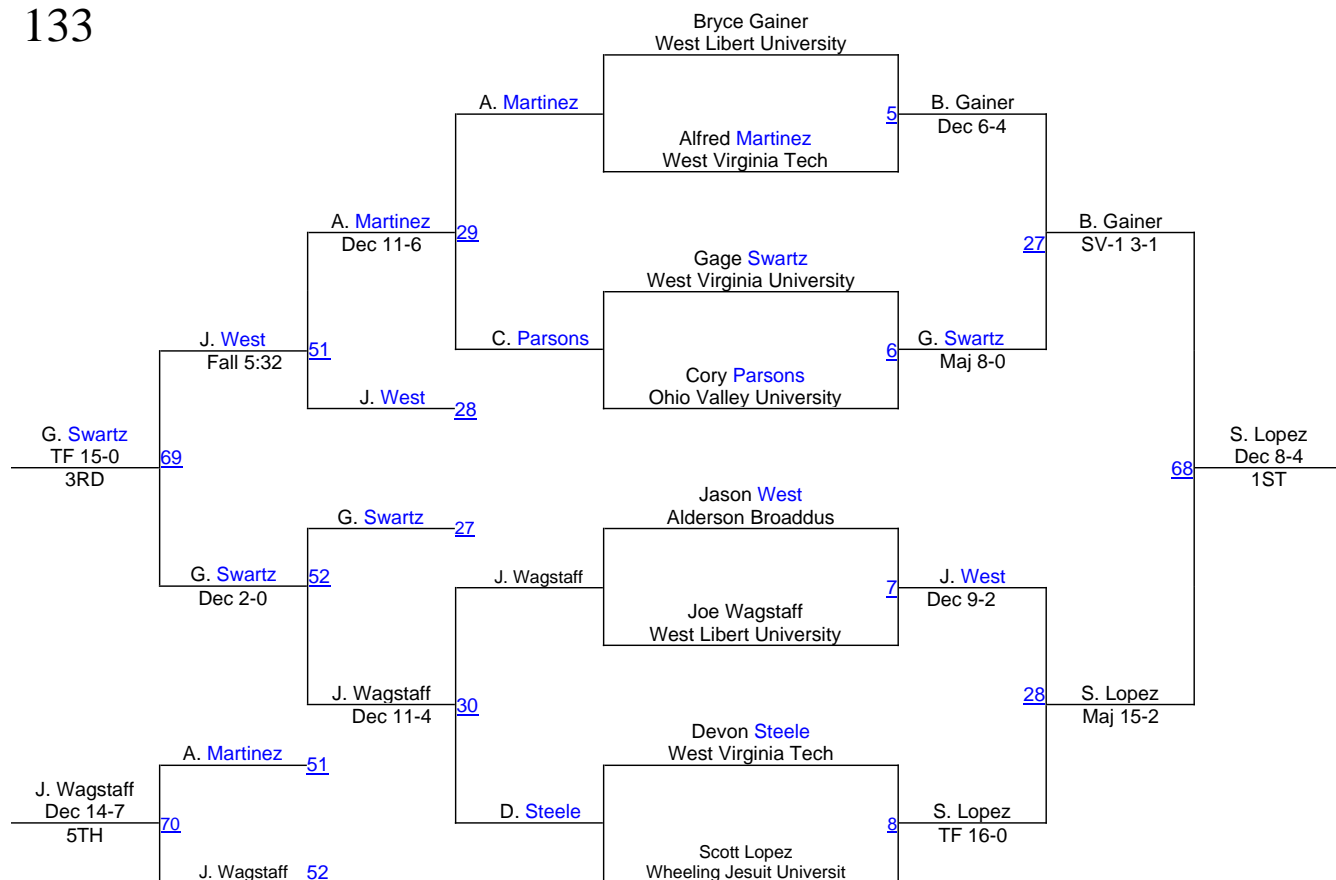 133
Bryce Gainer
West Libert University
A. Martinez
5
B. Gainer
Dec 6-4
Alfred Martinez
West Virginia Tech
A. Martinez
Dec 11-6
29
27
B. Gainer
SV-1 3-1
Gage Swartz
West Virginia University
J. West
Fall 5:32
51
C. Parsons
6
G. Swartz
Maj 8-0
Cory Parsons
Ohio Valley University
J. West
28
G. Swartz
TF 15-0
3RD
69
68
S. Lopez
Dec 8-4
1ST
Jason West
Alderson Broaddus
G. Swartz
27
G. Swartz
Dec 2-0
52
J. Wagstaff
7
J. West
Dec 9-2
Joe Wagstaff
West Libert University
J. Wagstaff
Dec 11-4
30
28
S. Lopez
Maj 15-2
Devon Steele
West Virginia Tech
A. Martinez
51
J. Wagstaff
Dec 14-7
5TH
70
D. Steele
8
S. Lopez
TF 16-0
Scott Lopez
Wheeling Jesuit Universit
J. Wagstaff
52